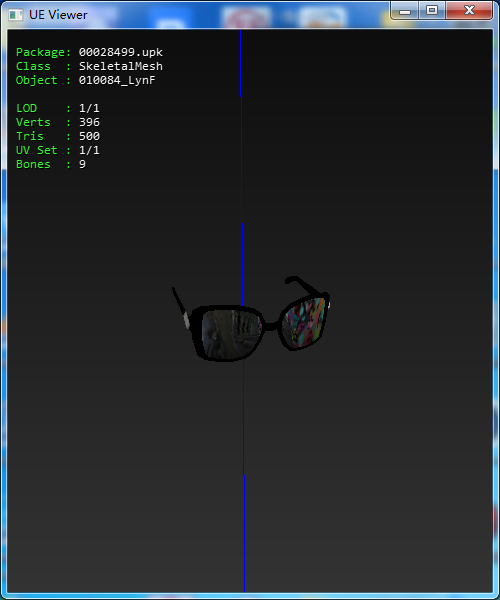 UE Viewer
Package: 00028499.upk
Class : SkeletalMesh
Object : 010084_LynF
LOD : 1/1
Verts : 396
Tris : 500
UV Set : 1/1
Bones : 9